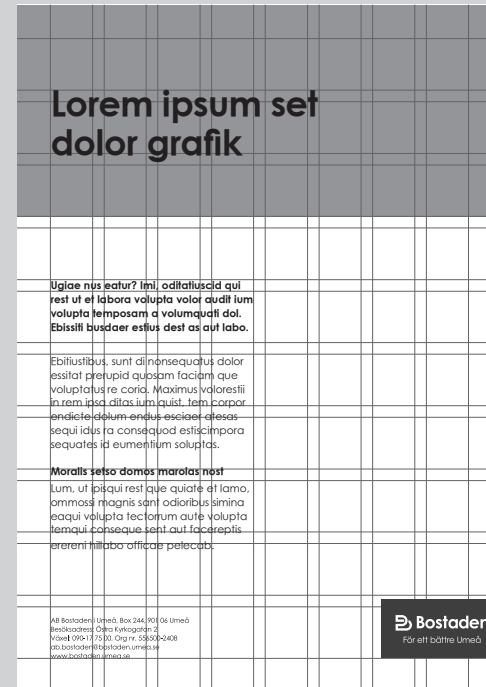 Lorem ipsum set
dolor grafik
Ugiae nus eatur? Imi, oditatiuscid qui
rest ut et labora volupta volor audit ium
volupta temposam a volumquati dol.
Ebissiti busdaer estius dest as aut labo.
Ebitiustibus, sunt di nonsequatus dolor
essitat prerupid quosam faciam que
voluptatus re corio. Maximus volorestii
in rem ipsa ditas ium quist, tem corpor
endicte dolum endus esciaer atesas
sequi idus ra consequod estiscimpora
sequates id eumentium soluptas.
Moralis setso domos marolas nost
Lum, ut ipisqui rest que quiate et lamo,
ommossi magnis sant odioribus simina
eaqui volupta tectorrum aute volupta
temqui conseque sent aut facereptis
erereni hillabo officae pelecab.
AB Bostaden i Umeå, Box 244, 901 06 Umeå
Besöksadress: Östra Kyrkogatan 2
Växel: 090-17 75 00, Org nr. 556500-2408
ab.bostaden@bostaden.umea.se
www.bostaden.umea.se
Bostaden
För ett bättre Umeå